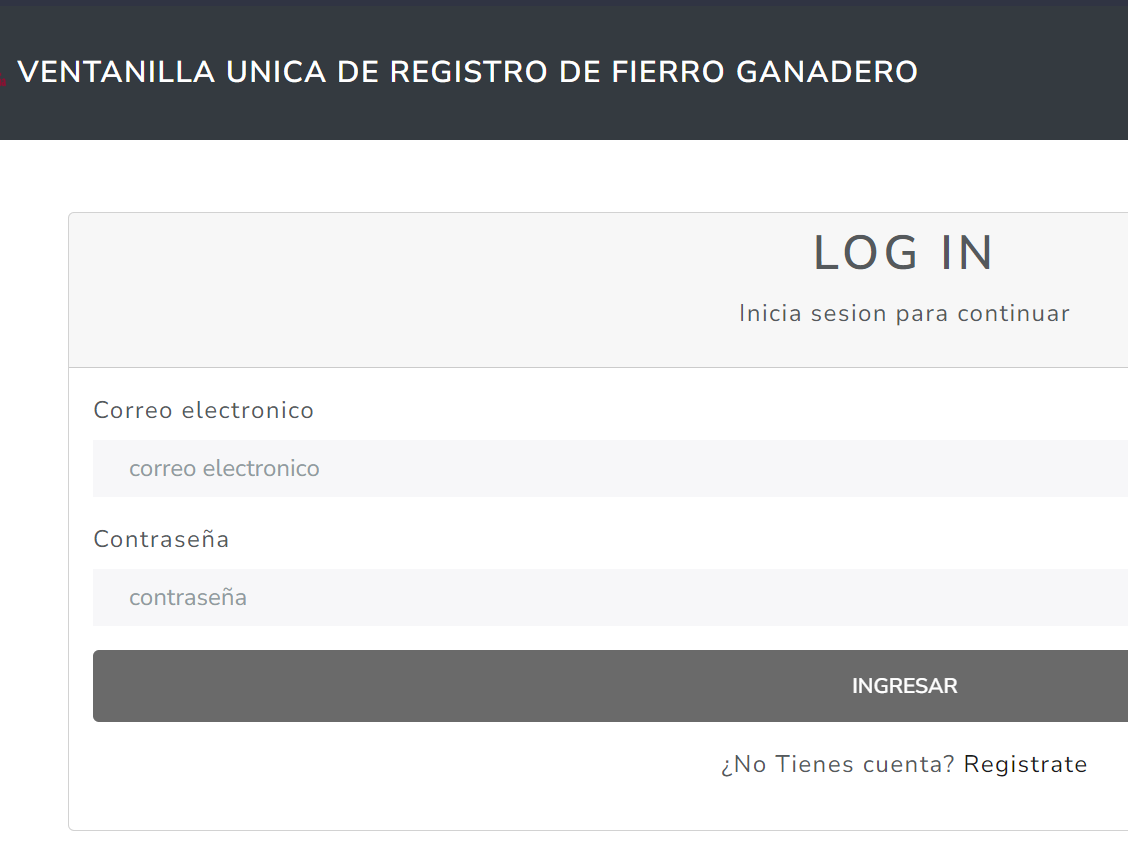 VENTANILLA UNICA DE REGISTRO DE FIERRO GANADERO
LOG IN
Inicia sesion para continuar
Correo electronico
correo electronico
Contraseña
contraseña
INGRESAR
¿No Tienes cuenta? Registrate